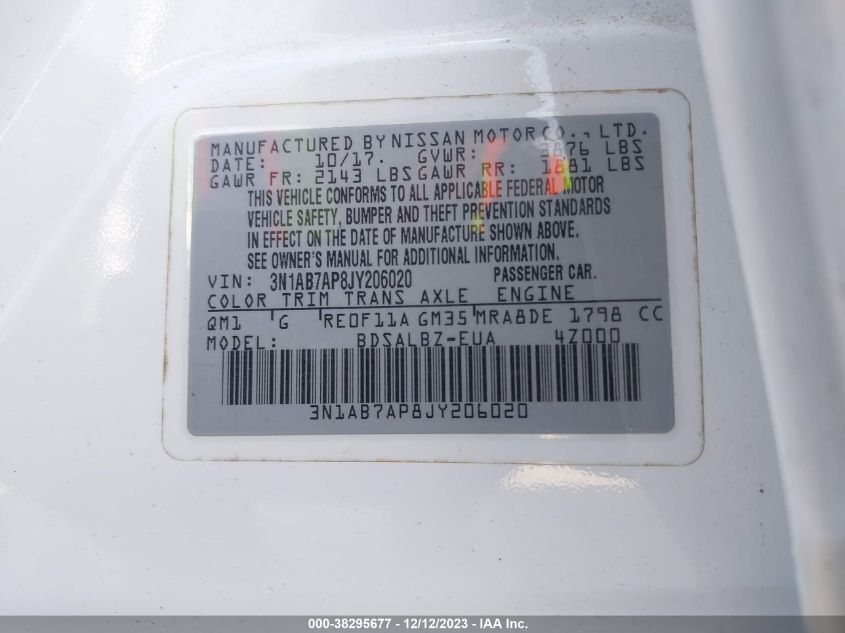 MANUFACTURED BY NISSAN MOTOR CO., LTD.
DATE: 10/17. GVWR: 3876 LBS
GAWR FR: 2143 LBS GAWR RR: 1881 LBS
THIS VEHICLE CONFORMS TO ALL APPLICABLE FEDERAL MOTOR
VEHICLE SAFETY, BUMPER AND THEFT PREVENTION STANDARDS
IN EFFECT ON THE DATE OF MANUFACTURE SHOWN ABOVE.
SEE OWNER'S MANUAL FOR ADDITIONAL INFORMATION.
VIN: 3N1AB7AP8JY206020 PASSENGER CAR.
COLOR TRIM TRANS AXLE ENGINE
QM1 G RE0F11A GM35 MRA8DE 1798 CC
MODEL: BDSALBZ-EUA 4Z000
3N1AB7AP8JY206020
000-38295677 - 12/12/2023 - IAA Inc.